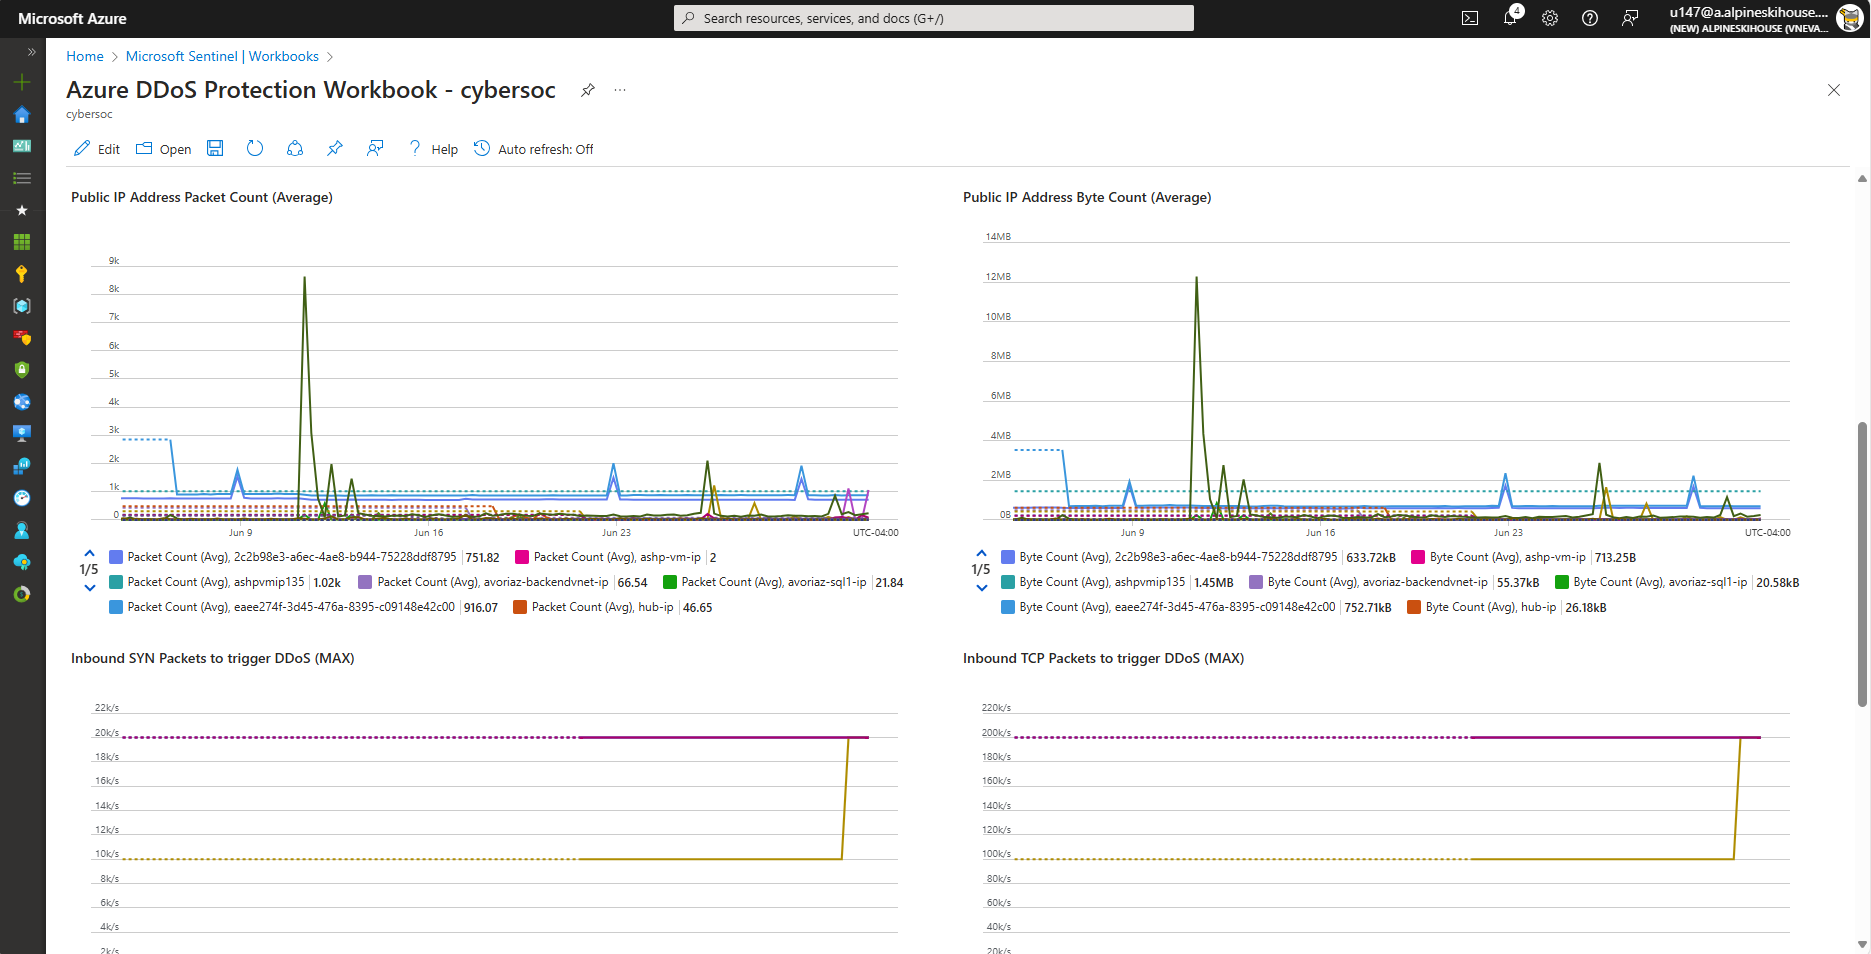 Microsoft Azure
Search resources, services, and docs (G+/)
4
u147@a.alpineskihouse....
(NEW) ALPINESKIHOUSE (VNEVA...
Home > Microsoft Sentinel | Workbooks >
Azure DDoS Protection Workbook - cybersoc
cybersoc
Edit Open Help Auto refresh: Off
Public IP Address Packet Count (Average)
9k
8k
7k
6k
5k
4k
3k
2k
1k
0
Jun 9 Jun 16 Jun 23 UTC-04:00
1/5
Packet Count (Avg), 2c2b98e3-a6ec-4ae8-b944-75228ddf8795 751.82 Packet Count (Avg), ashp-vm-ip 2
Packet Count (Avg), ashpvmip135 1.02k Packet Count (Avg), avoriaz-backendvnet-ip 66.54 Packet Count (Avg), avoriaz-sql1-ip 21.84
Packet Count (Avg), eaee274f-3d45-476a-8395-c09148e42c00 916.07 Packet Count (Avg), hub-ip 46.65
Public IP Address Byte Count (Average)
14MB
12MB
10MB
8MB
6MB
4MB
2MB
0B
Jun 9 Jun 16 Jun 23 UTC-04:00
1/5
Byte Count (Avg), 2c2b98e3-a6ec-4ae8-b944-75228ddf8795 633.72kB Byte Count (Avg), ashp-vm-ip 713.25B
Byte Count (Avg), ashpvmip135 1.45MB Byte Count (Avg), avoriaz-backendvnet-ip 55.37kB Byte Count (Avg), avoriaz-sql1-ip 20.58kB
Byte Count (Avg), eaee274f-3d45-476a-8395-c09148e42c00 752.71kB Byte Count (Avg), hub-ip 26.18kB
Inbound SYN Packets to trigger DDoS (MAX)
22k/s
20k/s
18k/s
16k/s
14k/s
12k/s
10k/s
8k/s
6k/s
4k/s
2k/s
Inbound TCP Packets to trigger DDoS (MAX)
220k/s
200k/s
180k/s
160k/s
140k/s
120k/s
100k/s
80k/s
60k/s
40k/s
20k/s